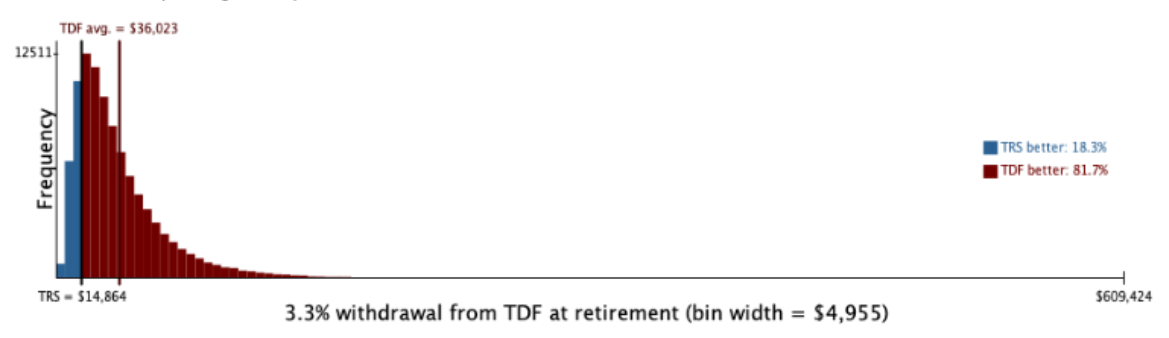 TDF avg. = $36,023
12511
Frequency
TRS better: 18.3%
TDF better: 81.7%
TRS = $14,864
$609,424
3.3% withdrawal from TDF at retirement (bin width = $4,955)